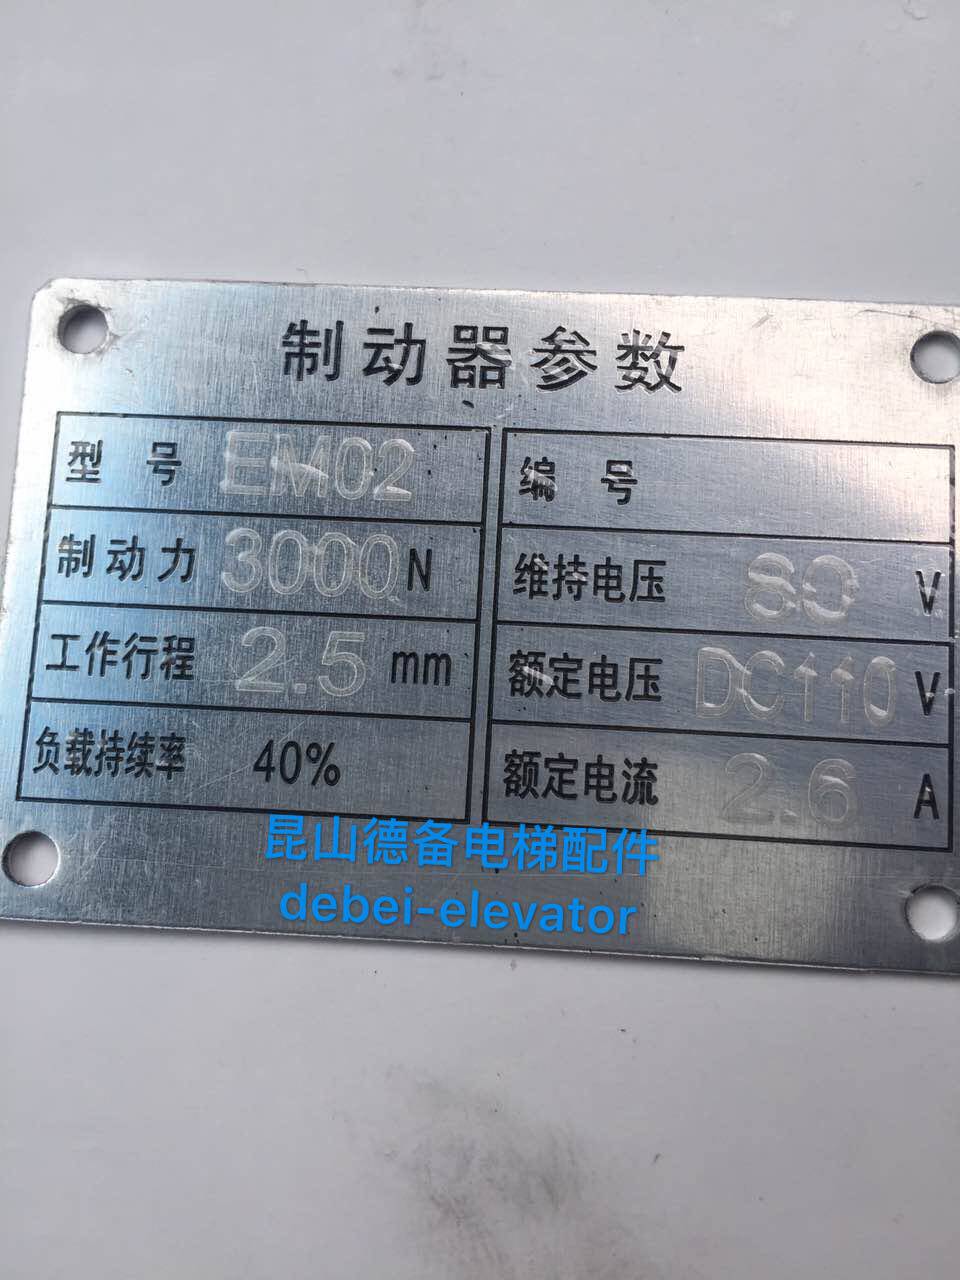 制动器参数
型 号 EM02
编 号
制动力 3000 N
维持电压 80 V
工作行程 2.5 mm
额定电压 DC110 V
负载持续率 40%
额定电流 2.6 A
昆山德备电梯配件
debei-elevator